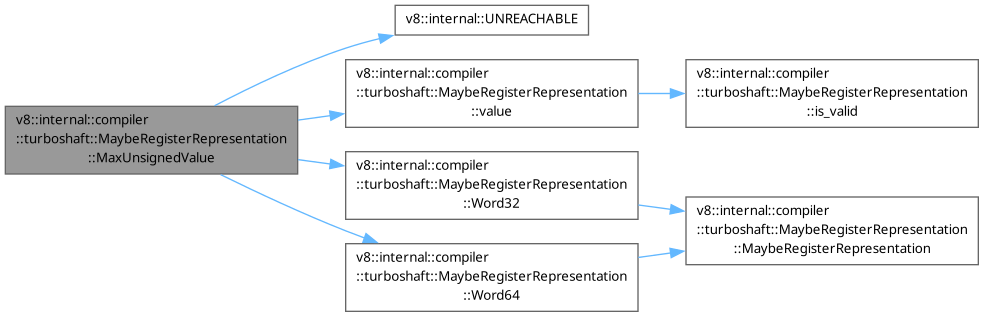 v8::internal::compiler
::turboshaft::MaybeRegisterRepresentation
::MaxUnsignedValue
v8::internal::UNREACHABLE
v8::internal::compiler
::turboshaft::MaybeRegisterRepresentation
::value
v8::internal::compiler
::turboshaft::MaybeRegisterRepresentation
::is_valid
v8::internal::compiler
::turboshaft::MaybeRegisterRepresentation
::Word32
v8::internal::compiler
::turboshaft::MaybeRegisterRepresentation
::MaybeRegisterRepresentation
v8::internal::compiler
::turboshaft::MaybeRegisterRepresentation
::Word64